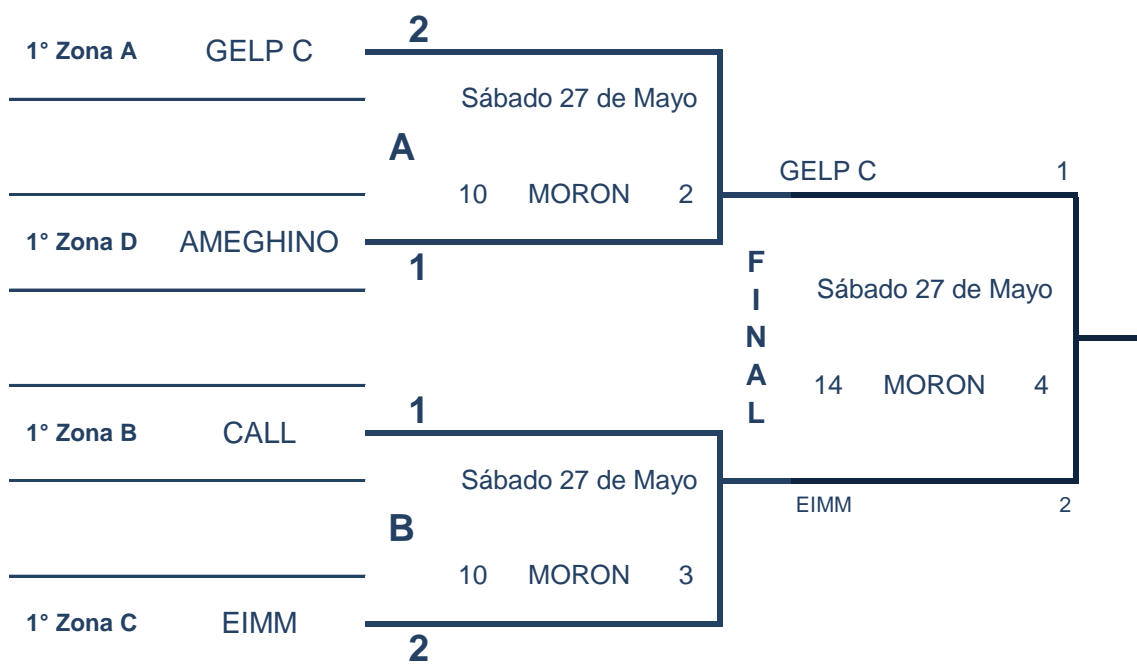 2
1° Zona A GELP C
Sábado 27 de Mayo
A
10 MORON 2
1° Zona D AMEGHINO
1
GELP C 1
FINAL
Sábado 27 de Mayo
14 MORON 4
EIMM 2
1
1° Zona B CALL
Sábado 27 de Mayo
B
10 MORON 3
1° Zona C EIMM
2